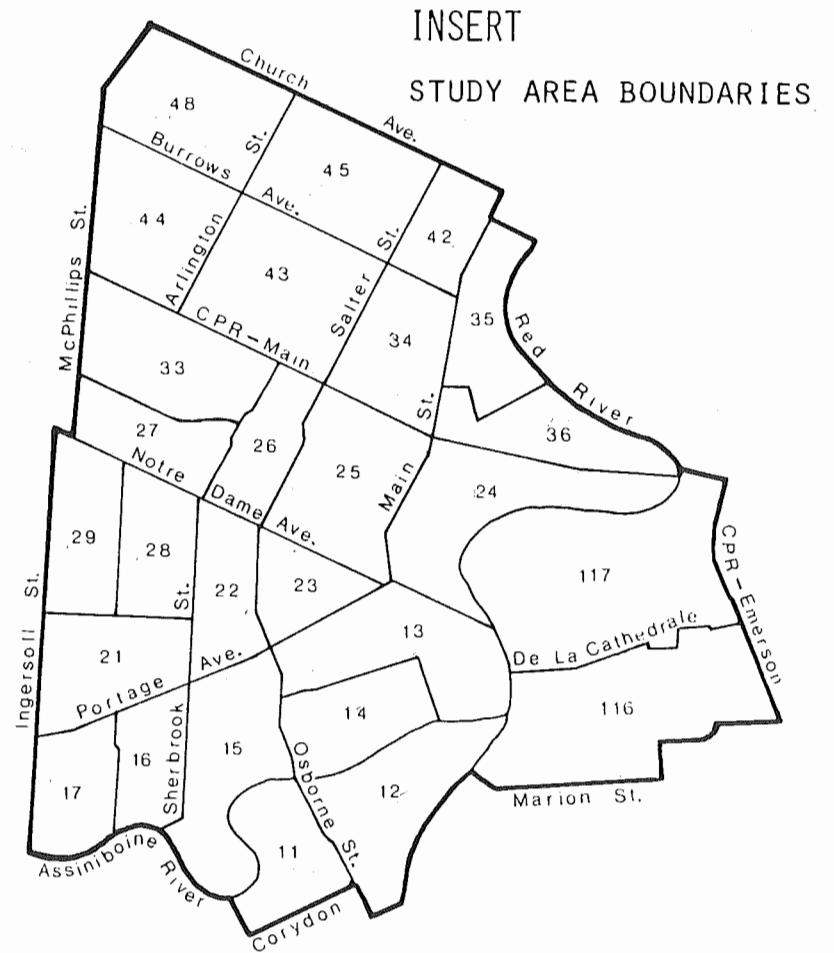 INSERT
STUDY AREA BOUNDARIES
Church Ave.
48
Burrows Ave.
St.
45
44
Arlington
McPhillips St.
43
Salter St.
42
CPR-Main
34
35
Red River
33
St.
27
26
36
Notre Dame Ave.
25
Main
24
29
28
St.
22
23
117
CPR-Emerson
Ingersoll St.
21
13
De La Cathedrale
Portage Ave.
14
116
16
Sherbrook
15
Osborne St.
12
17
Marion St.
11
Assiniboine River
Corydon